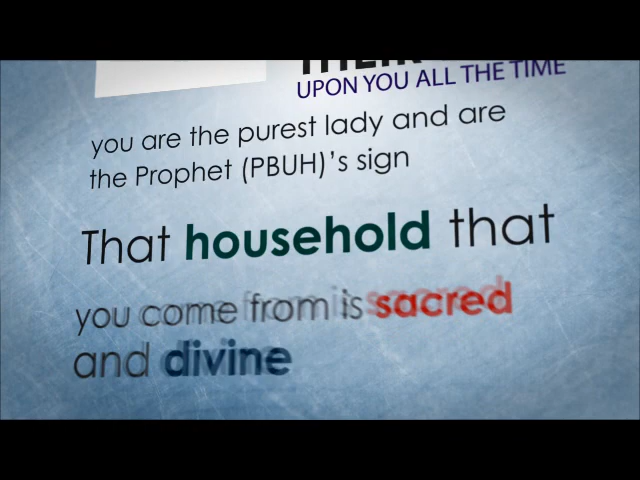 THEIR
UPON YOU ALL THE TIME
you are the purest lady and are
the Prophet (PBUH)'s sign
That household that
you come from is sacred
and divine